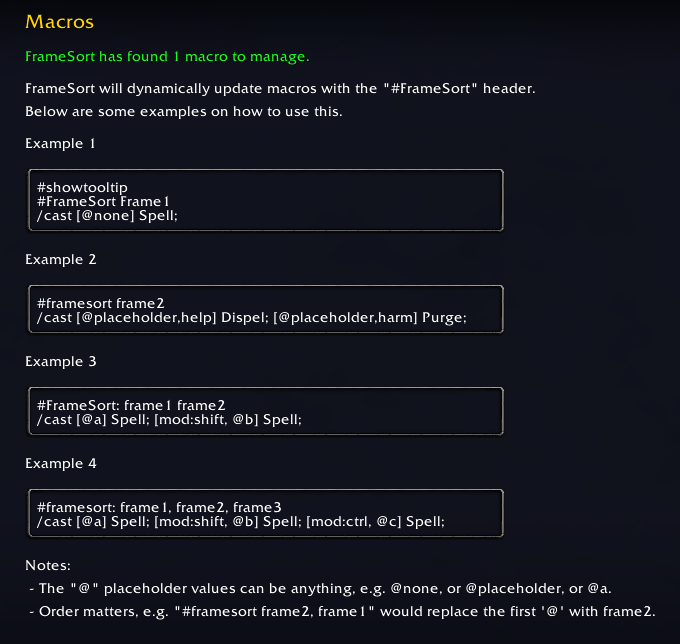 Macros
FrameSort has found 1 macro to manage.
FrameSort will dynamically update macros with the "#FrameSort" header.
Below are some examples on how to use this.
Example 1
#showtooltip
#FrameSort Frame1
/cast [@none] Spell;
Example 2
#framesort frame2
/cast [@placeholder,help] Dispel; [@placeholder,harm] Purge;
Example 3
#FrameSort: frame1 frame2
/cast [@a] Spell; [mod:shift, @b] Spell;
Example 4
#framesort: frame1, frame2, frame3
/cast [@a] Spell; [mod:shift, @b] Spell; [mod:ctrl, @c] Spell;
Notes:
- The "@" placeholder values can be anything, e.g. @none, or @placeholder, or @a.
- Order matters, e.g. "#framesort frame2, frame1" would replace the first '@' with frame2.